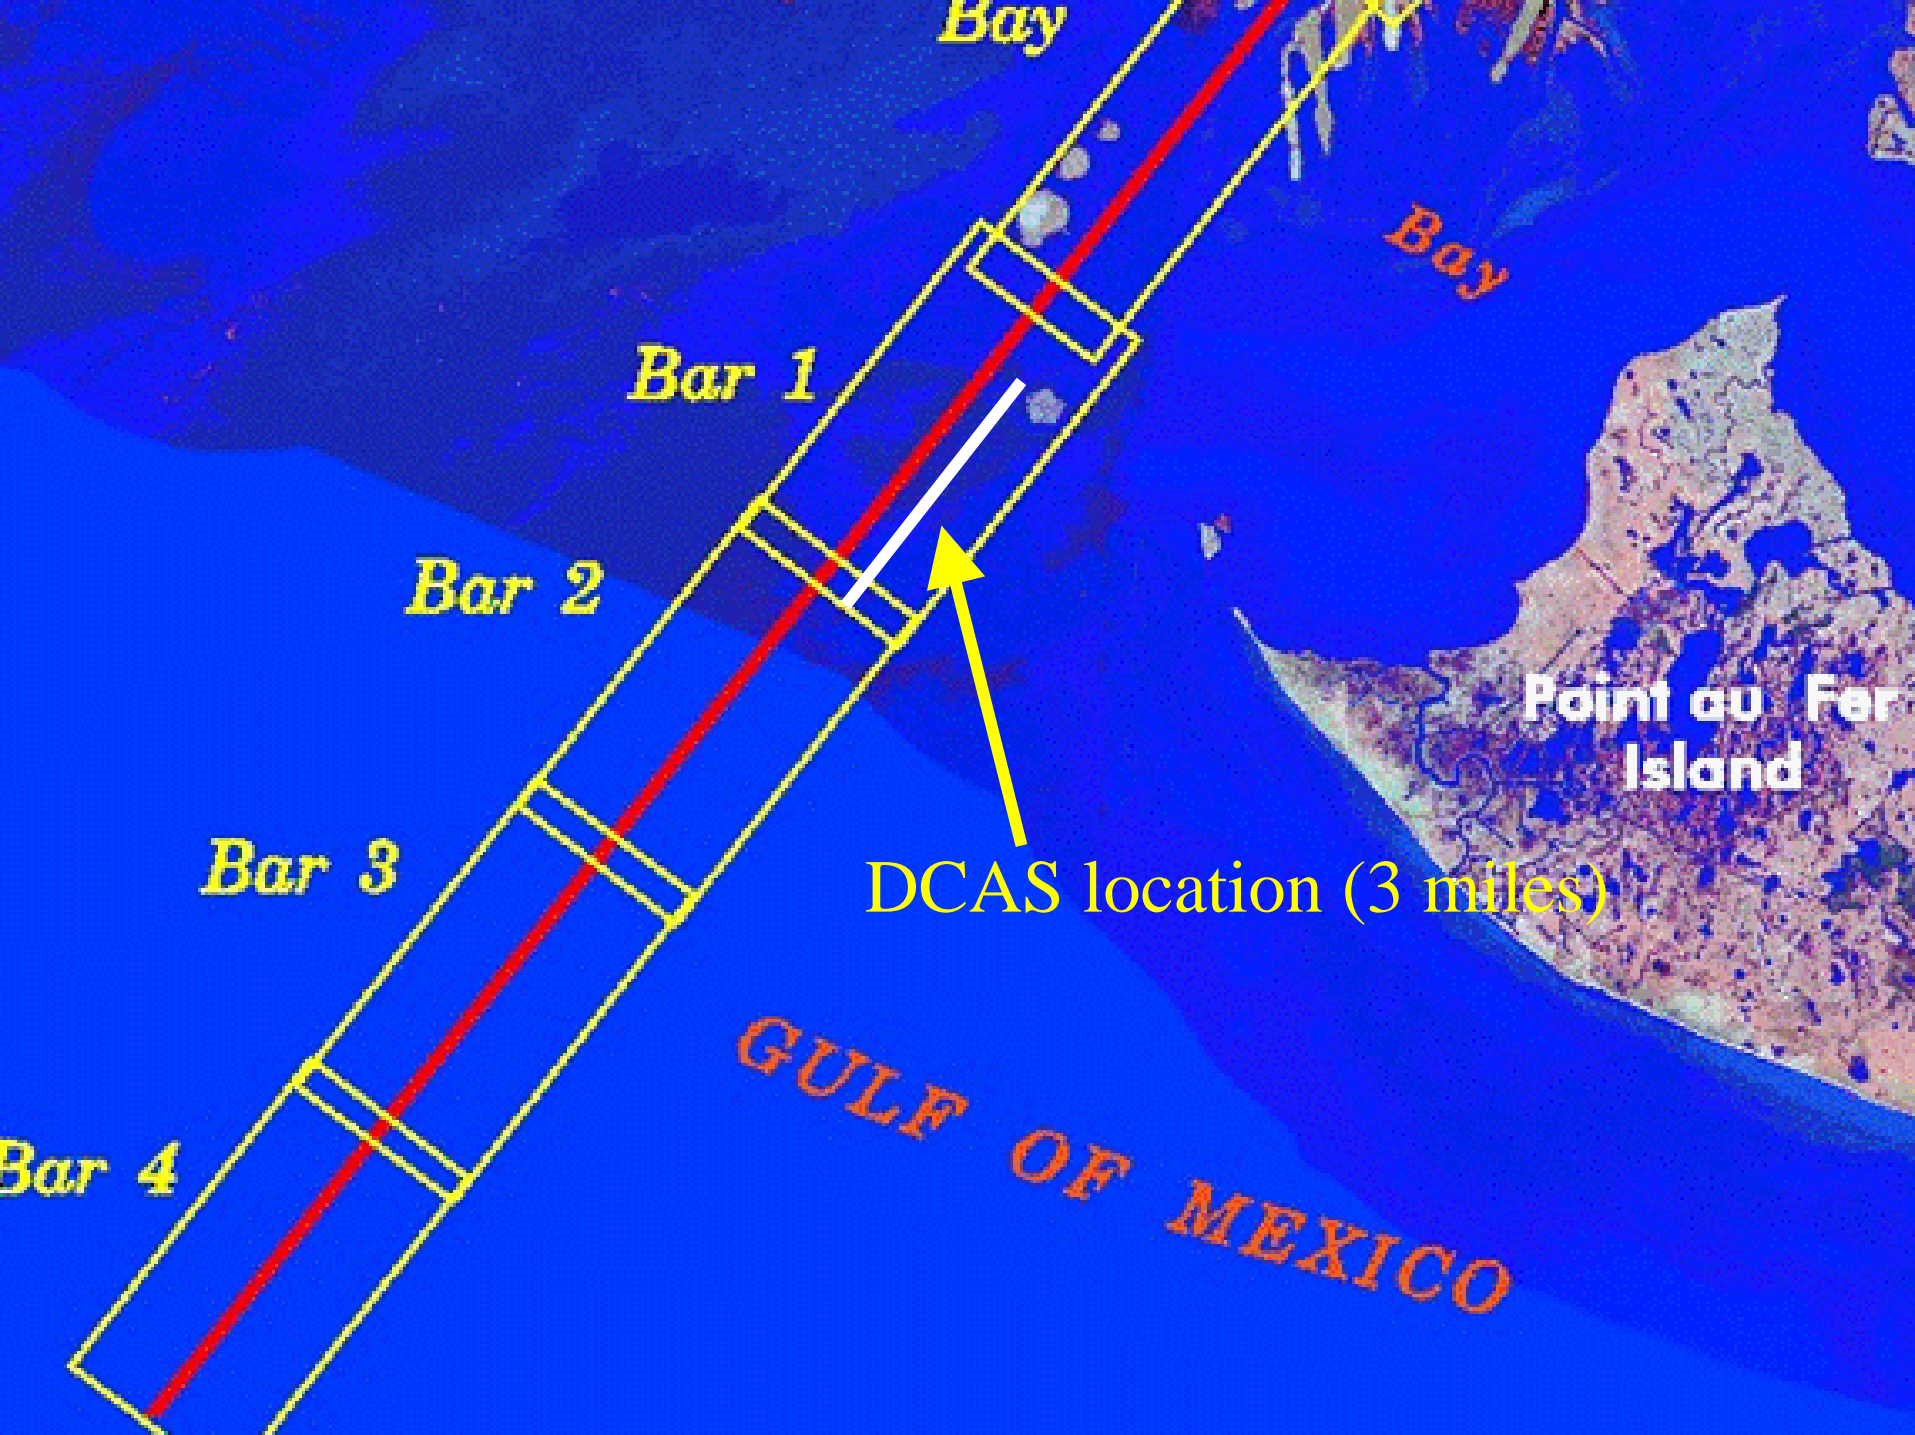 Bay
Bay
Bar 1
Bar 2
Point au Fer
Island
Bar 3
DCAS location (3 miles)
GULF OF MEXICO
Bar 4